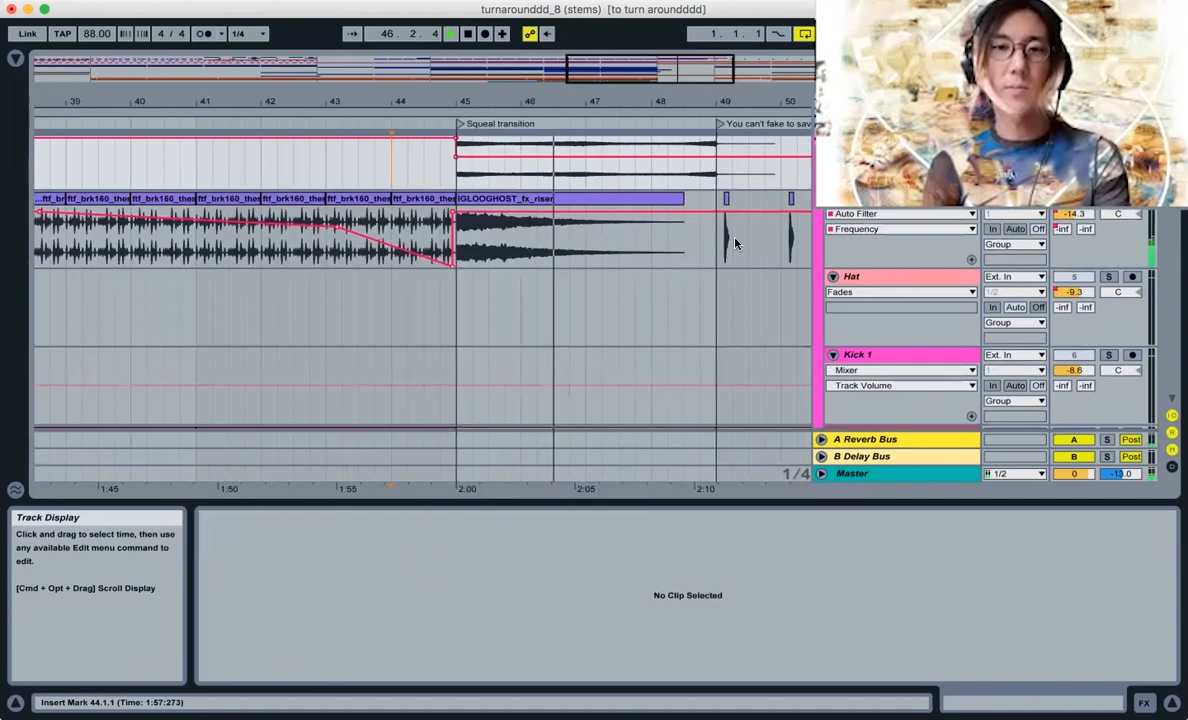 turnarounddd_8 (stems)  [to turn aroundddd]
Link TAP 88.00 4 / 4 1/4 46. 2. 4 1. 1. 1
39 40 41 42 43 44 45 46 47 48 49 50
Squeal transition You can't fake to sav
...ftf_br ftf_brk160_thes ftf_brk160_thes ftf_brk160_thes ftf_brk160_thes ftf_brk160_thes ftf_brk160_thes IGLOOGHOST_fx_riser
Auto Filter 1 -14.3 C
Frequency In Auto Off -inf -inf
Group
Hat Ext. In 5 S
Fades 1/2 -9.3 C
In Auto Off -inf -inf
Group
Kick 1 Ext. In 6 S
Mixer 1 -8.6 C
Track Volume In Auto Off -inf -inf
Group
A Reverb Bus A S Post
B Delay Bus B S Post
1/4 Master 1/2 0 -13.0
1:45 1:50 1:55 2:00 2:05 2:10
I·O
R
M
D
Track Display
Click and drag to select time, then use
any available Edit menu command to
edit.
[Cmd + Opt + Drag] Scroll Display
No Clip Selected
Insert Mark 44.1.1 (Time: 1:57:273) FX